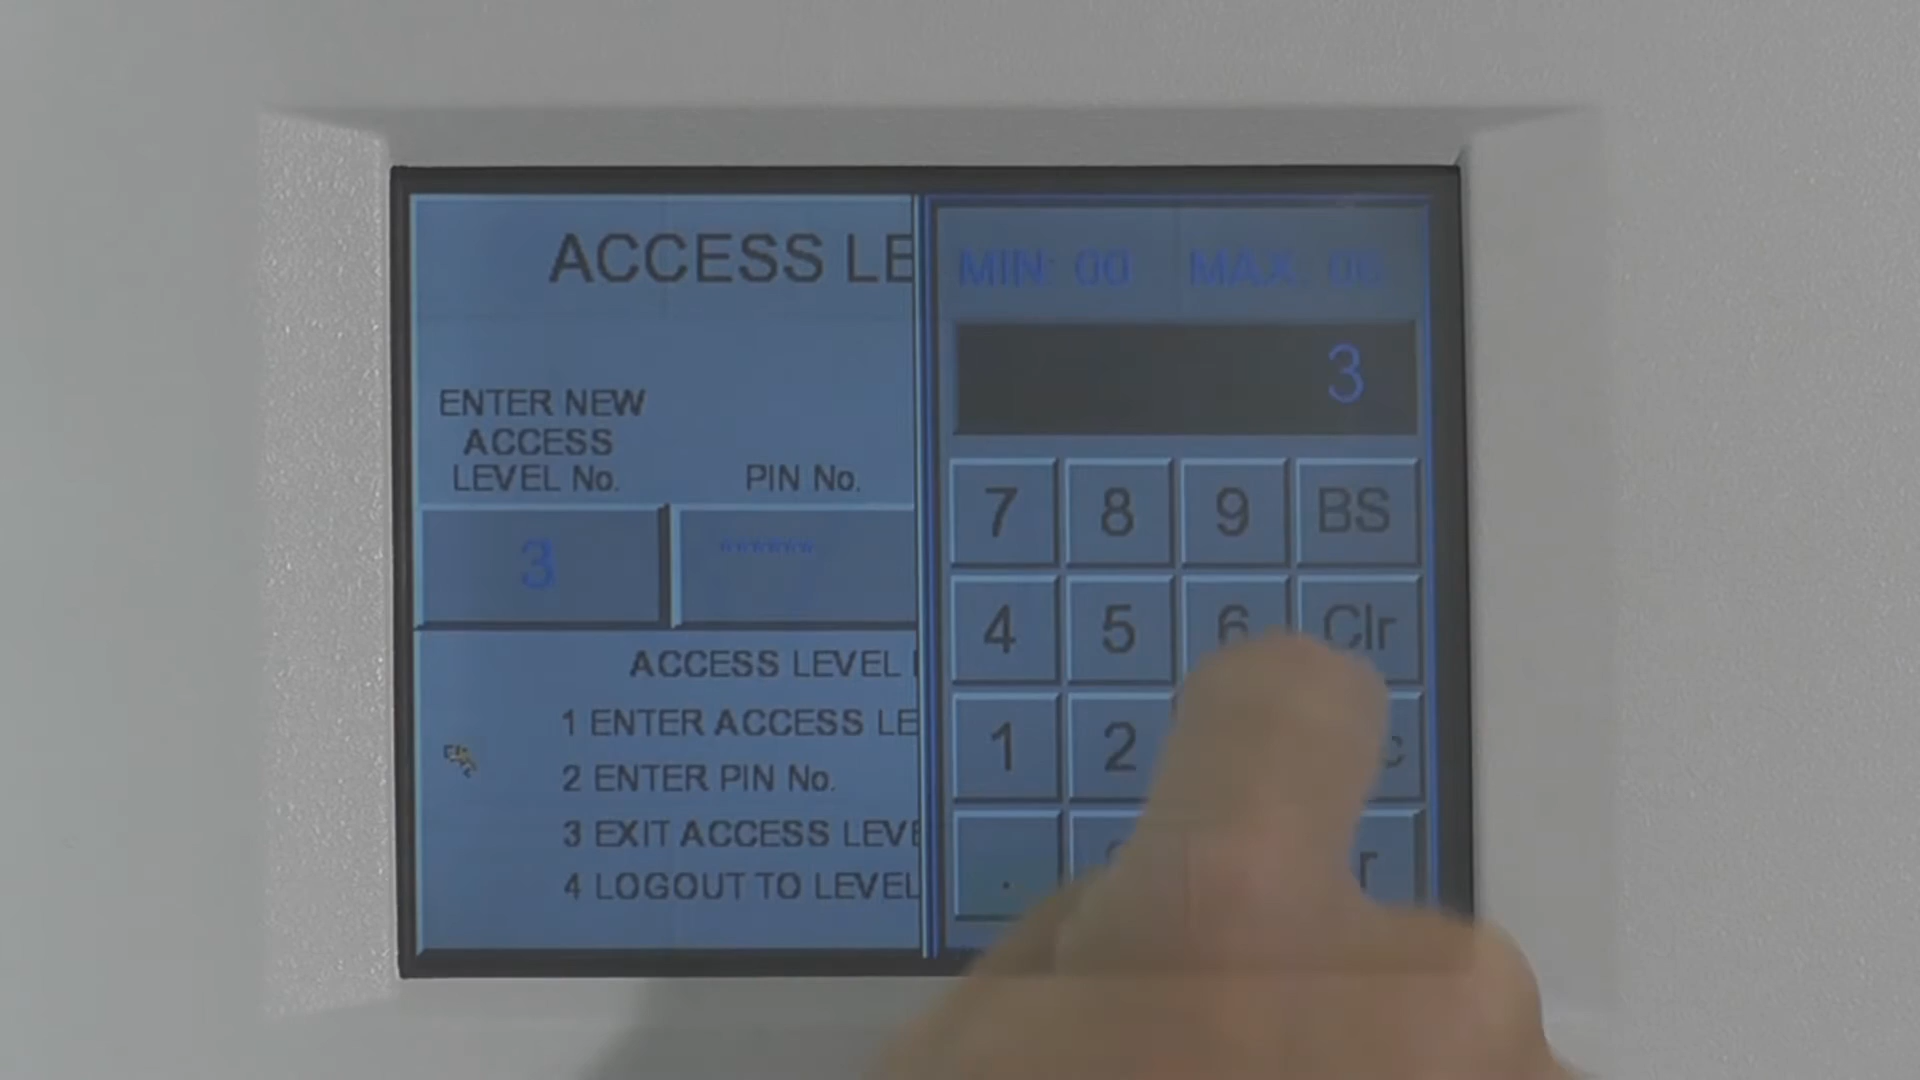 ACCESS LE
ENTER NEW
ACCESS
LEVEL No.
PIN No.
3
******
ACCESS LEVEL
1 ENTER ACCESS LE
2 ENTER PIN No.
3 EXIT ACCESS LEVE
4 LOGOUT TO LEVEL
MIN: 00 MAX:
3
7 8 9 BS
4 5 6 Clr
1 2 c
. r